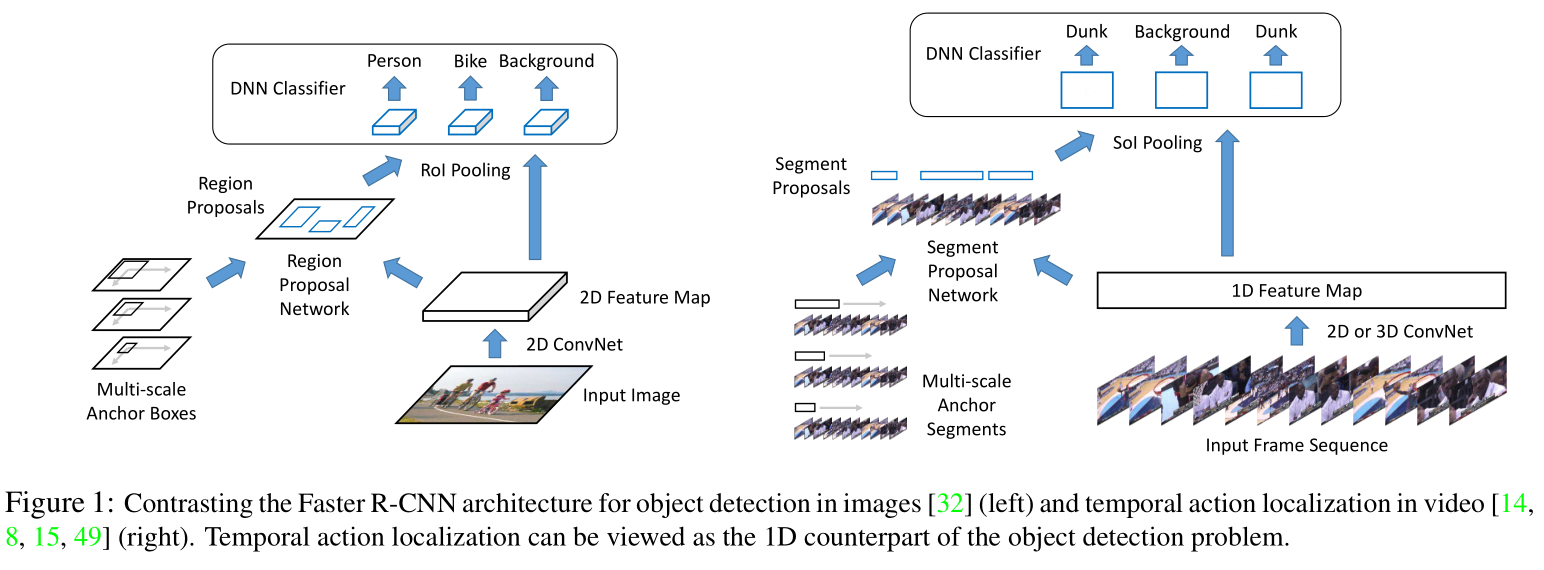 DNN Classifier
Person
Bike
Background
RoI Pooling
Region
Proposals
Region
Proposal
Network
Multi-scale
Anchor Boxes
2D Feature Map
2D ConvNet
Input Image
DNN Classifier
Dunk
Background
Dunk
SoI Pooling
Segment
Proposals
Segment
Proposal
Network
1D Feature Map
2D or 3D ConvNet
Multi-scale
Anchor
Segments
Input Frame Sequence
Figure 1: Contrasting the Faster R-CNN architecture for object detection in images [32] (left) and temporal action localization in video [14,
8, 15, 49] (right). Temporal action localization can be viewed as the 1D counterpart of the object detection problem.